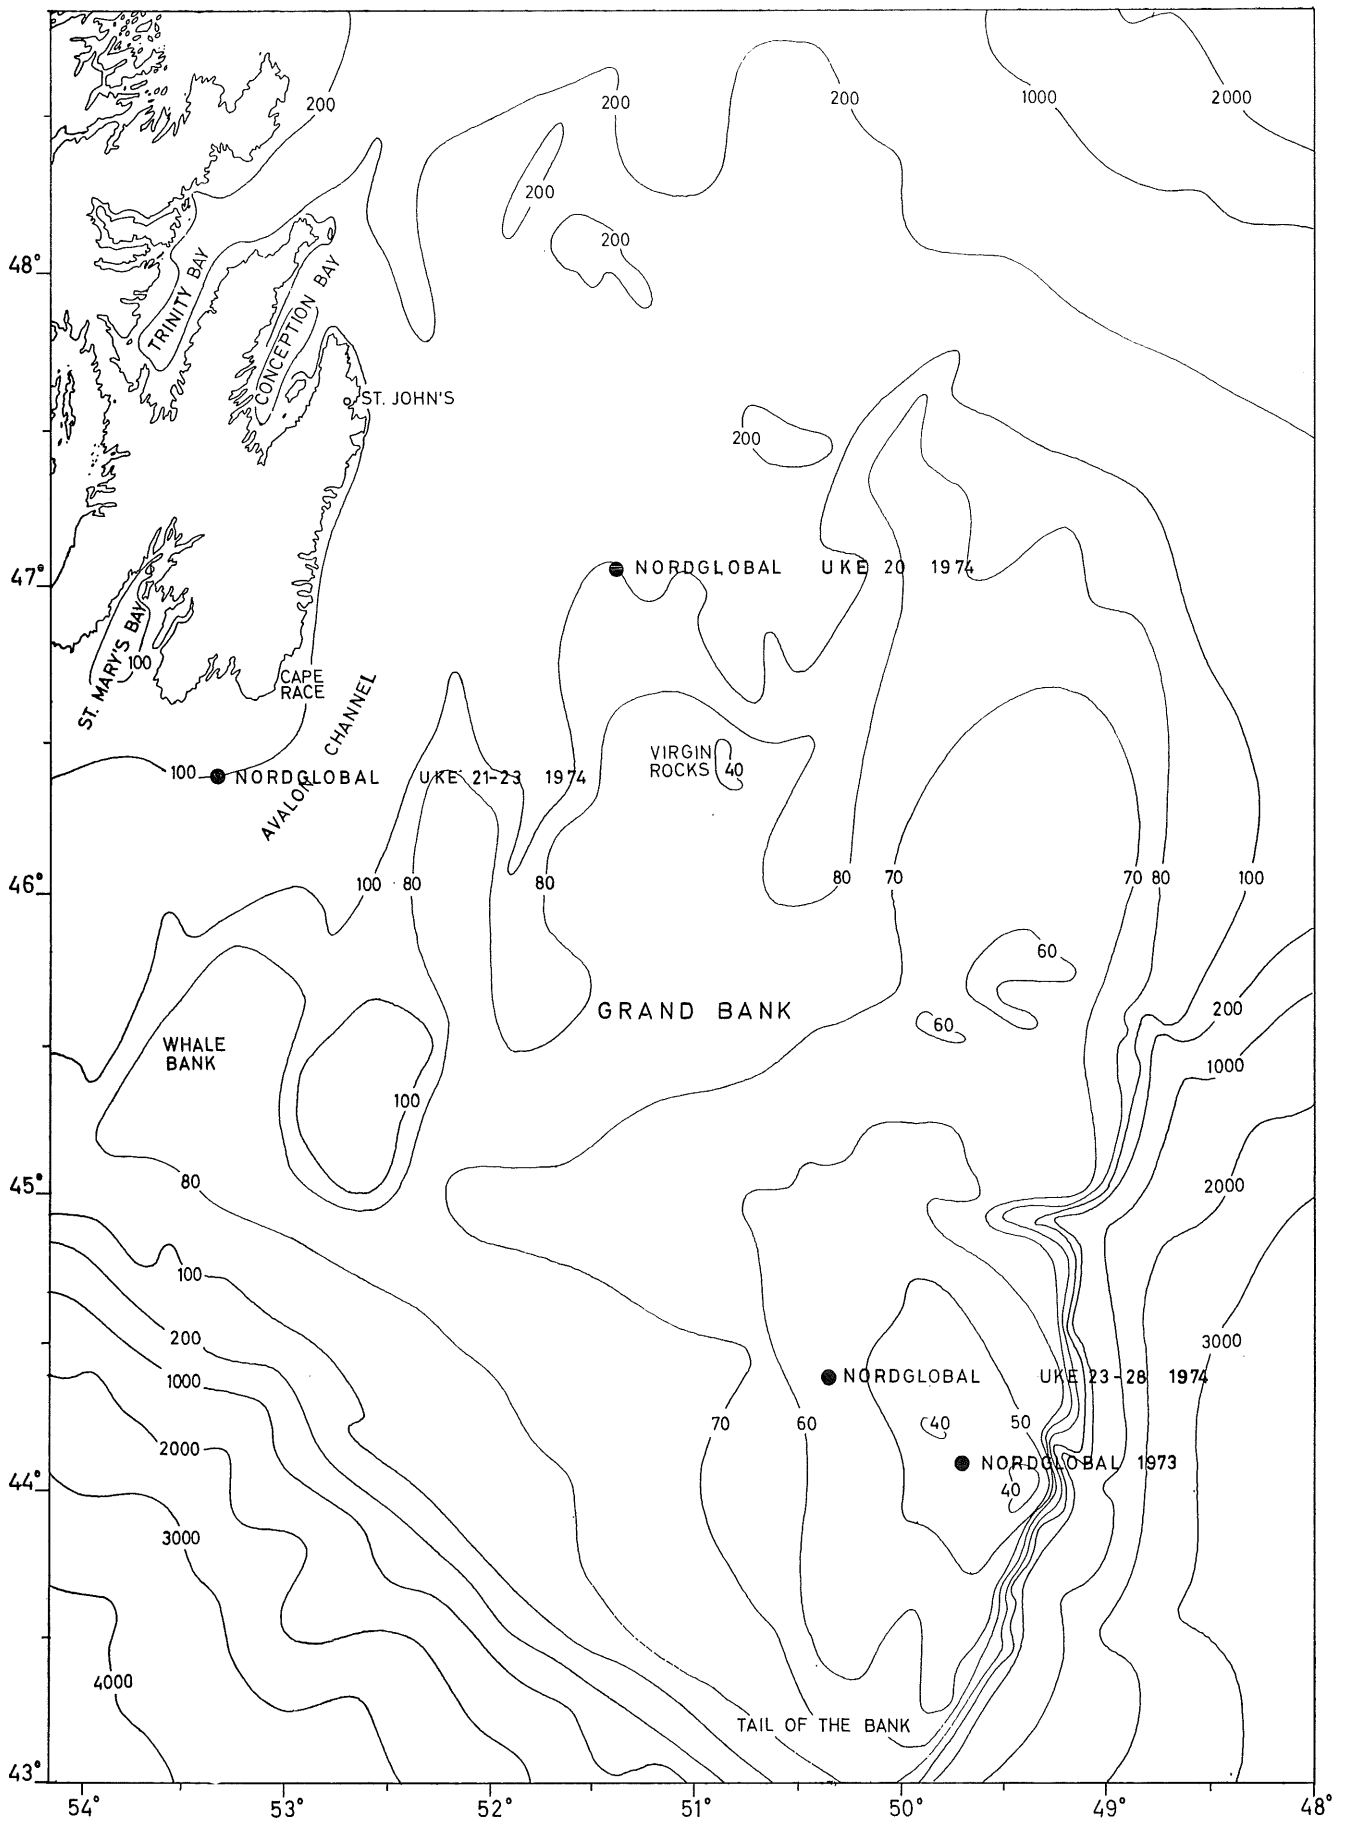 200
200
200
1000
2000
200
200
48°
TRINITY BAY
CONCEPTION BAY
ST. JOHN'S
200
NORDGLOBAL UKE 20 1974
47°
ST. MARY'S BAY
100
CAPE
RACE
AVALON CHANNEL
VIRGIN
ROCKS
40
100
NORDGLOBAL UKE 21-23 1974
46°
100
80
80
80
70
70
80
100
60
60
GRAND BANK
200
WHALE
BANK
1000
100
45°
80
2000
100
200
3000
1000
NORDGLOBAL UKE 23-28 1974
70
60
40
50
2000
NORDGLOBAL 1973
44°
40
3000
4000
TAIL OF THE BANK
43°
54° 53° 52° 51° 50° 49° 48°